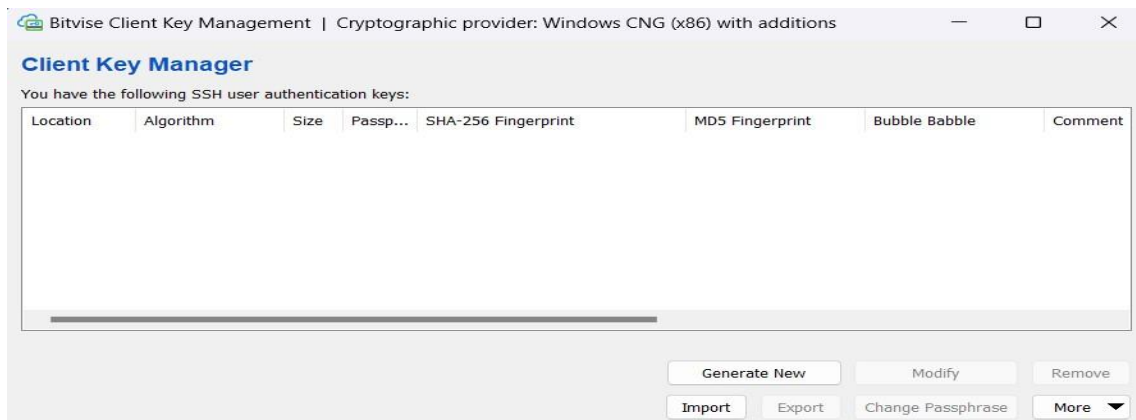 Bitvise Client Key Management | Cryptographic provider: Windows CNG (x86) with additions
Client Key Manager
You have the following SSH user authentication keys:
Location Algorithm Size Passp... SHA-256 Fingerprint MD5 Fingerprint Bubble Babble Comment
Generate New Modify Remove
Import Export Change Passphrase More